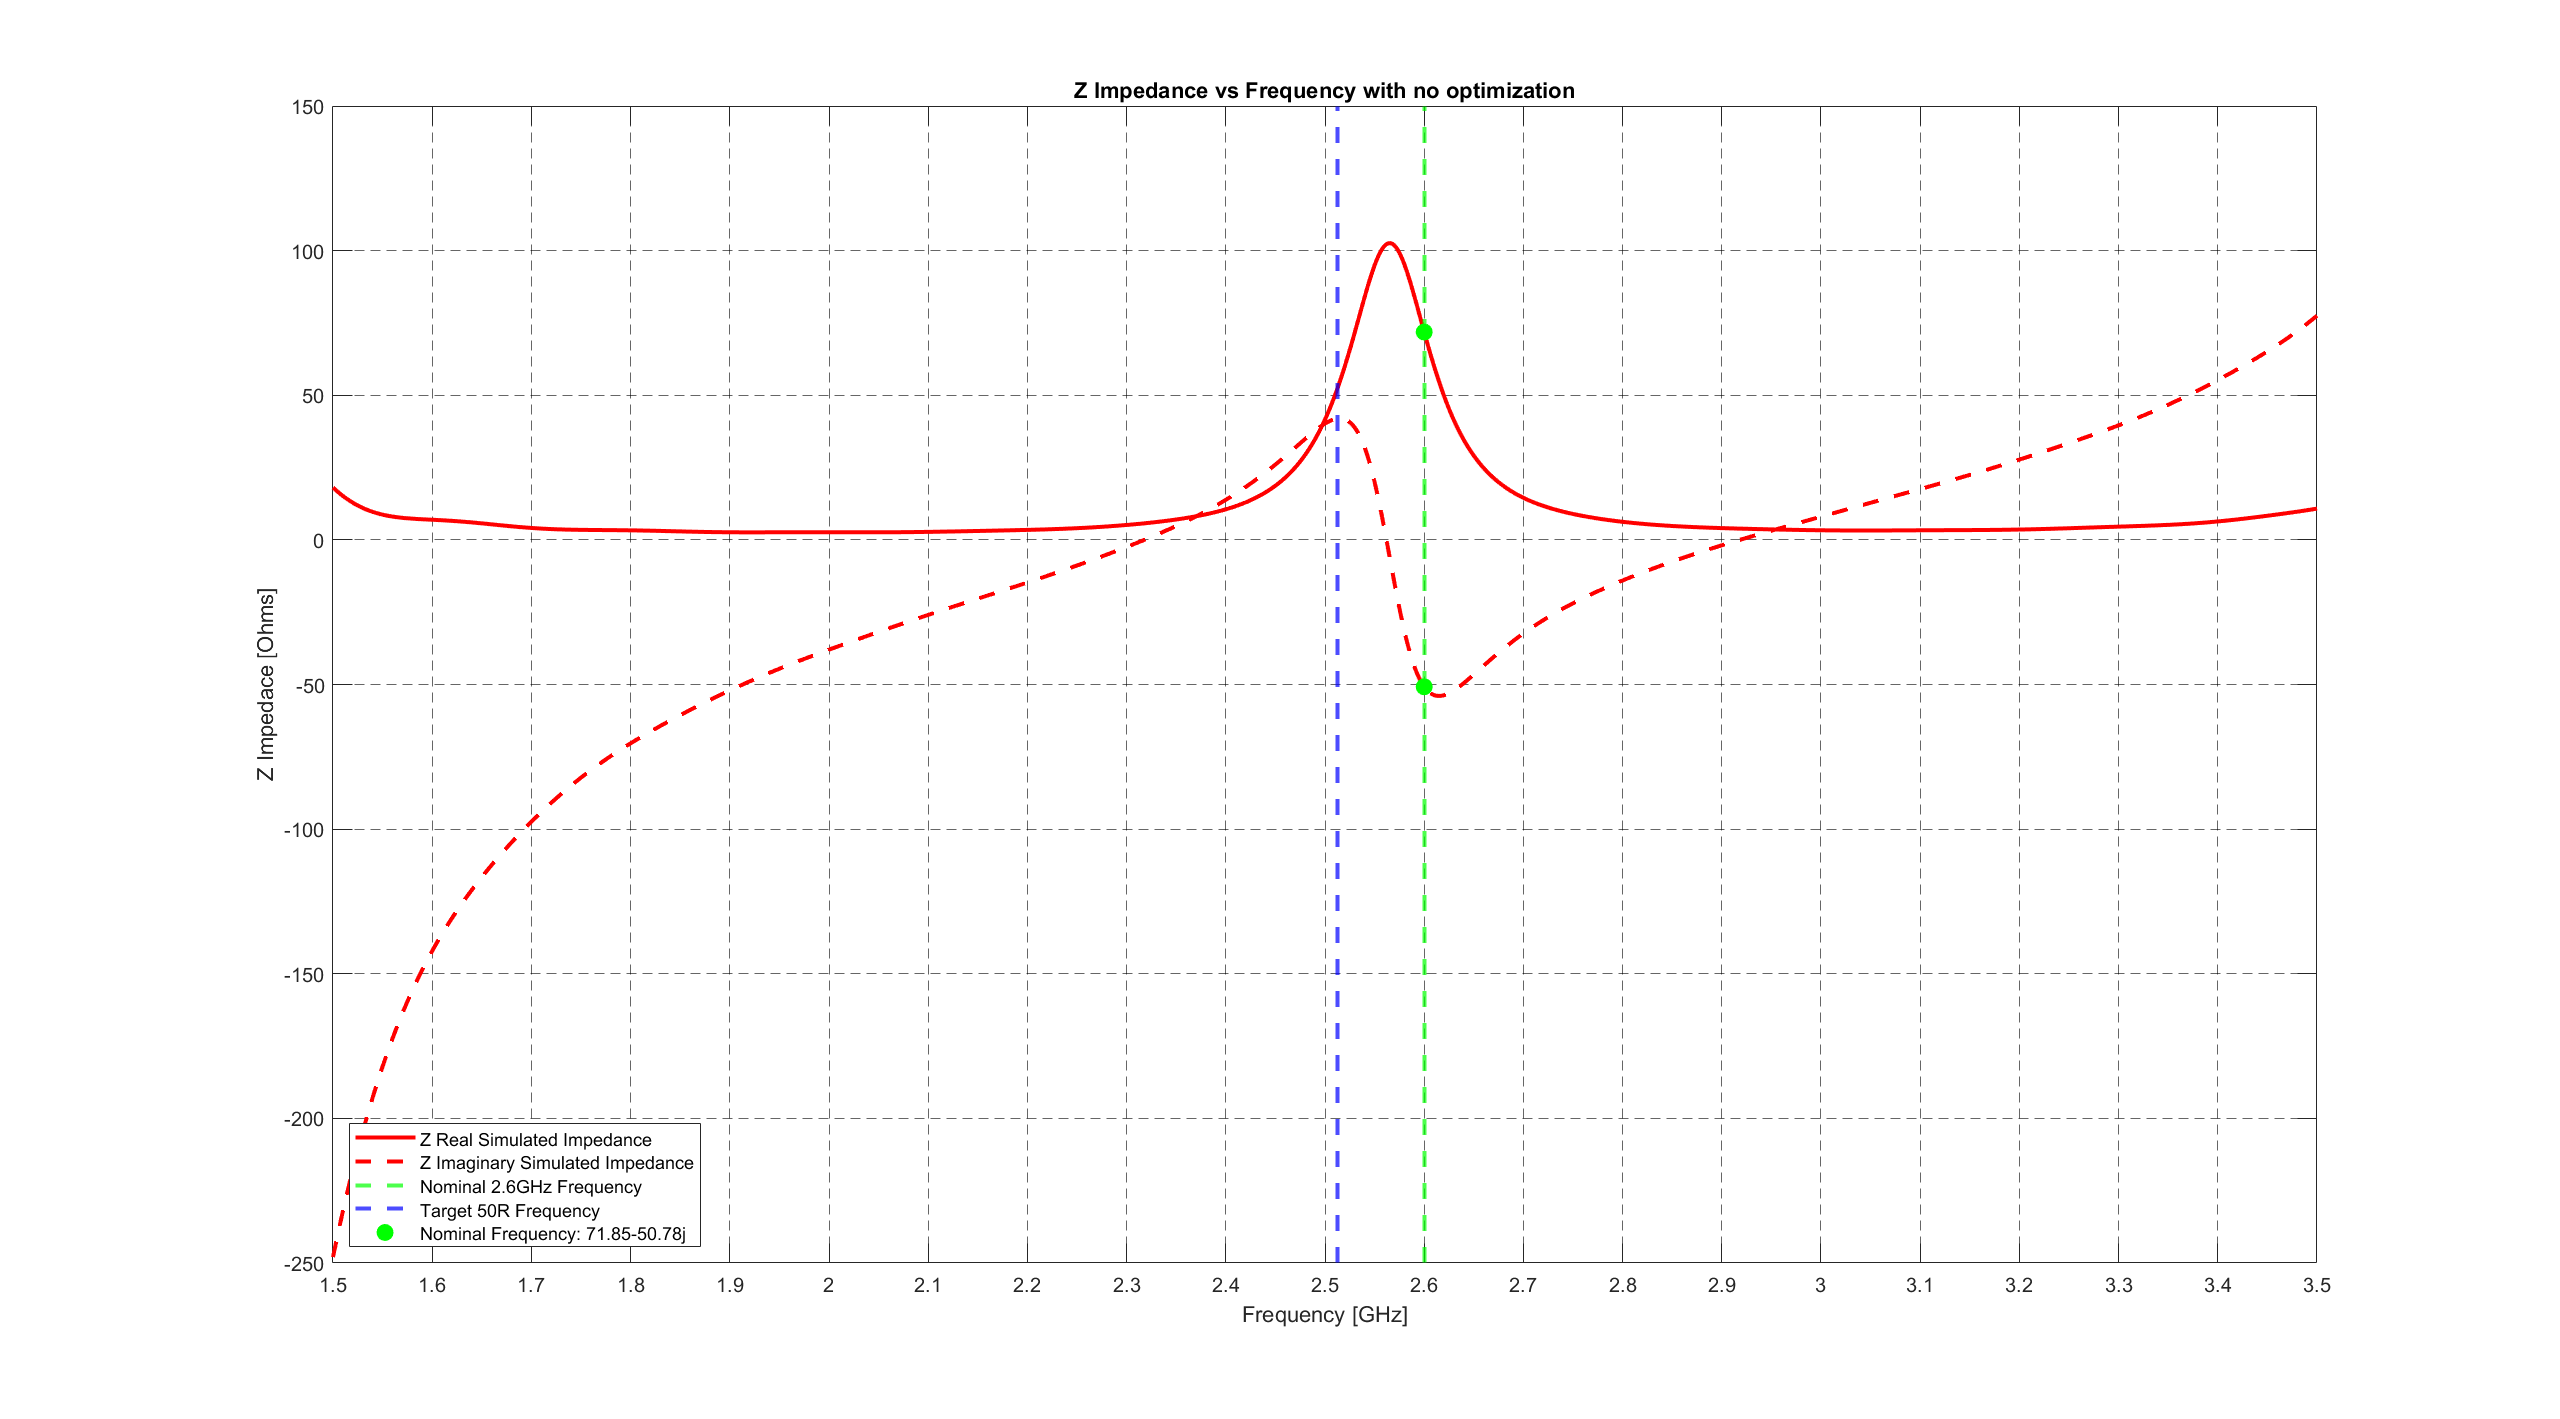 Z Impedance vs Frequency with no optimization
150
100
50
0
-50
-100
-150
-200
-250
Z Impedace [Ohms]
Z Real Simulated Impedance
Z Imaginary Simulated Impedance
Nominal 2.6GHz Frequency
Target 50R Frequency
Nominal Frequency: 71.85-50.78j
1.5 1.6 1.7 1.8 1.9 2 2.1 2.2 2.3 2.4 2.5 2.6 2.7 2.8 2.9 3 3.1 3.2 3.3 3.4 3.5
Frequency [GHz]